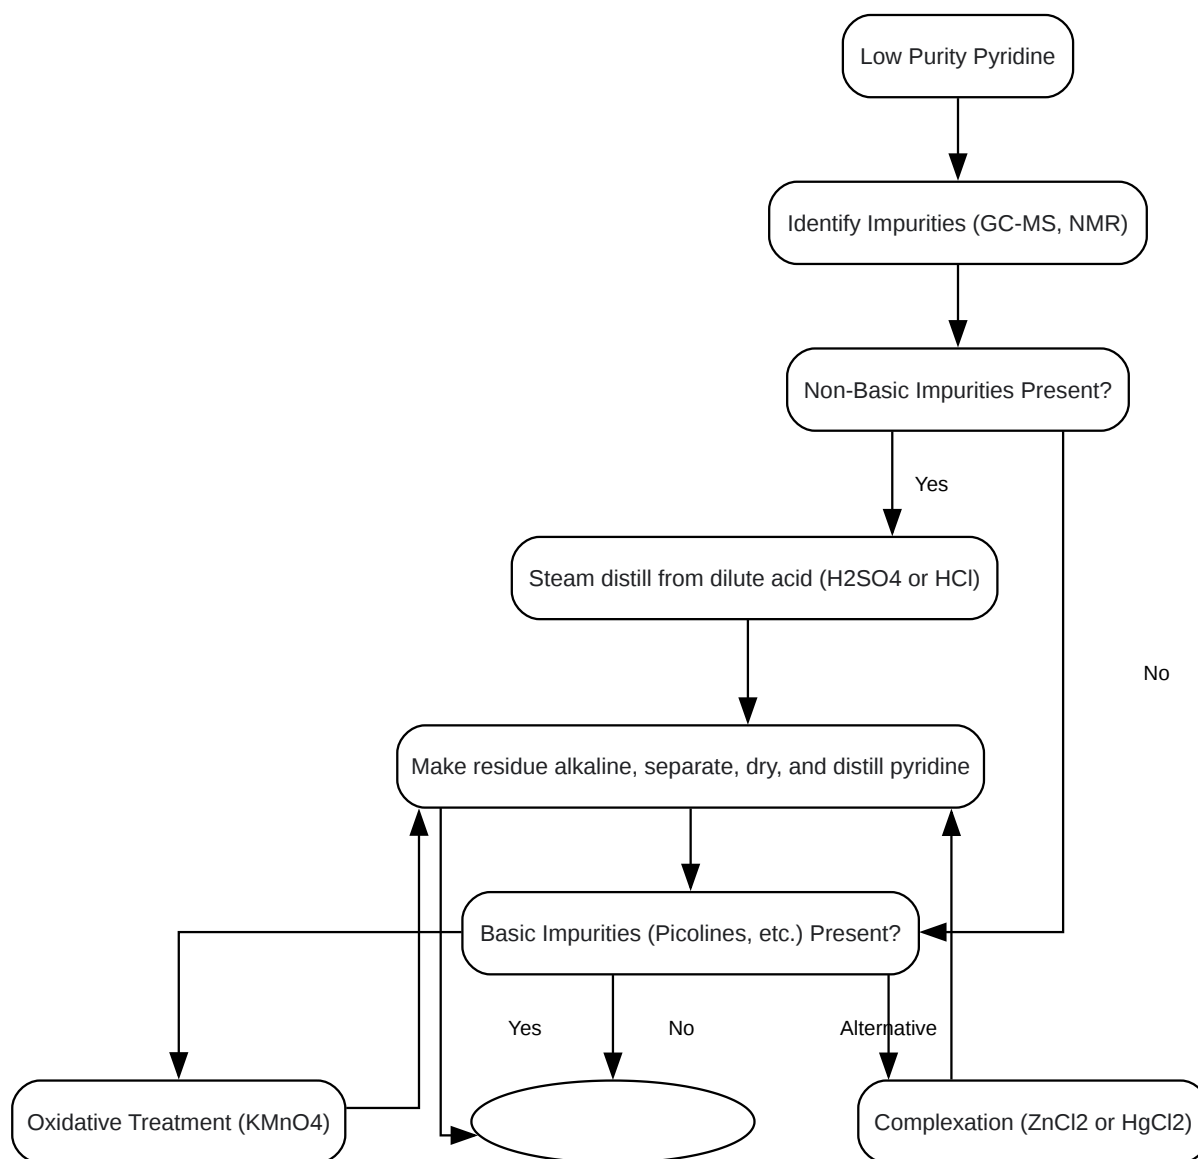 Low Purity Pyridine
Identify Impurities (GC-MS, NMR)
Non-Basic Impurities Present?
Yes
Steam distill from dilute acid (H2SO4 or HCl)
No
Make residue alkaline, separate, dry, and distill pyridine
Basic Impurities (Picolines, etc.) Present?
Yes
No
Alternative
Oxidative Treatment (KMnO4)
Complexation (ZnCl2 or HgCl2)